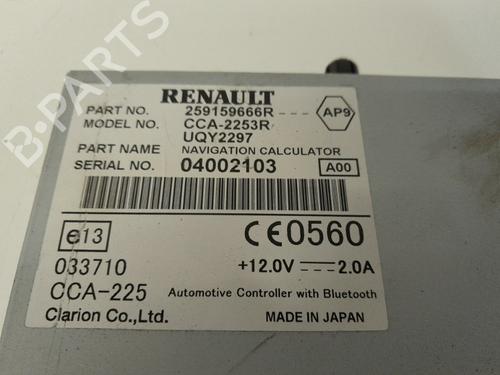 RENAULT
PART NO. 259159666R
MODEL NO. CCA-2253R
UQY2297
AP9
PART NAME NAVIGATION CALCULATOR
SERIAL NO. 04002103 A00
e13
CE0560
033710
+12.0V 2.0A
CCA-225 Automotive Controller with Bluetooth
Clarion Co.,Ltd. MADE IN JAPAN
B-PARTS